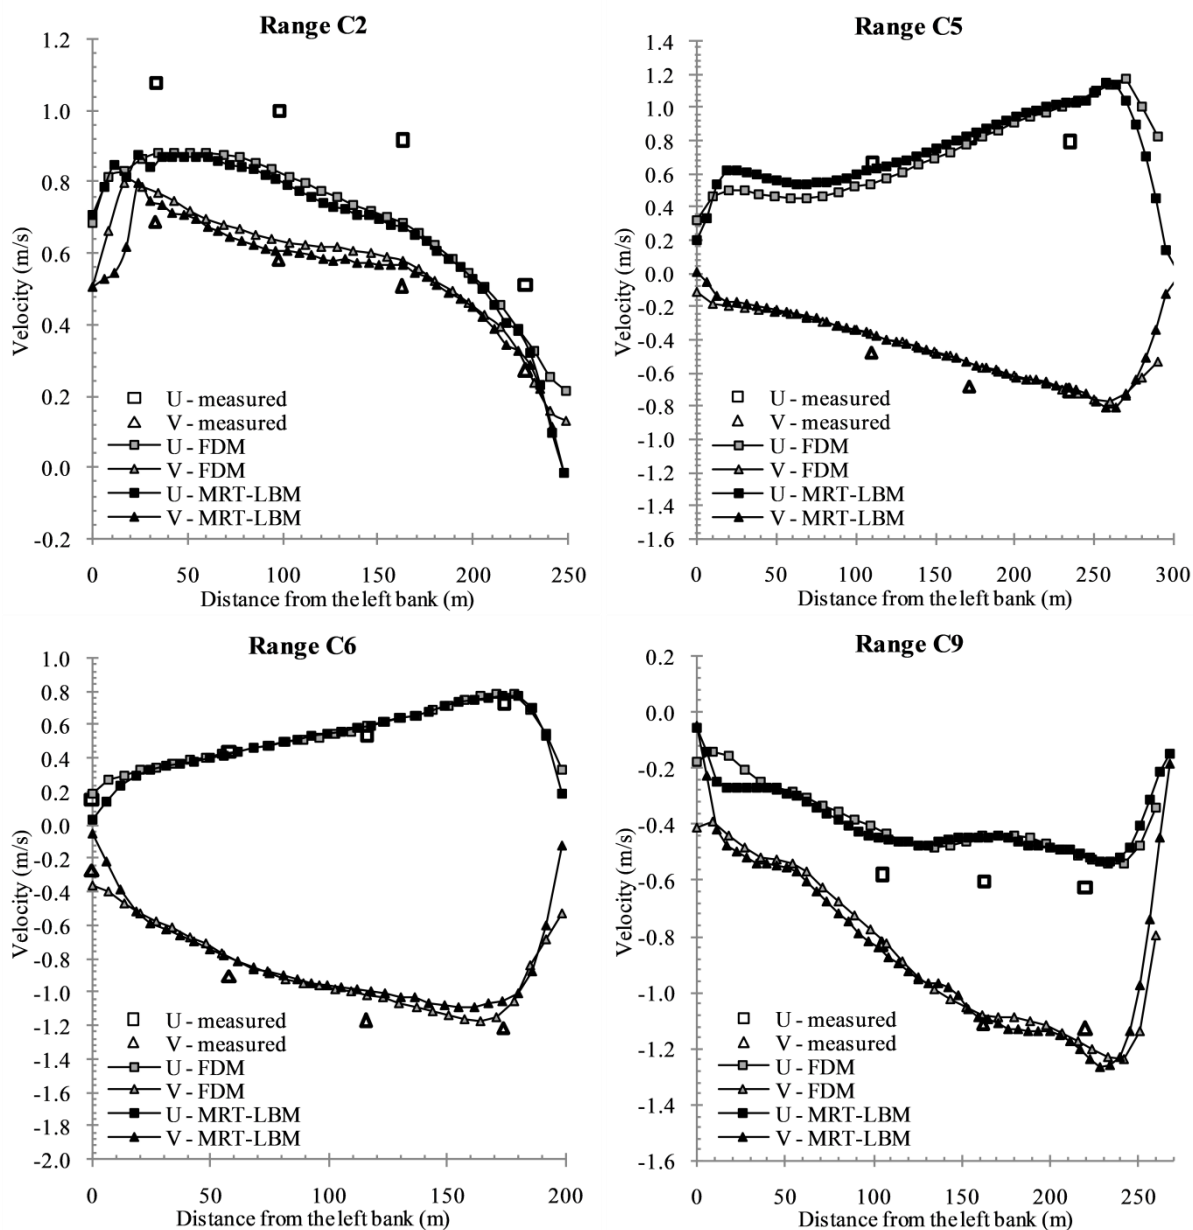 Range C2
1.2
1.0
0.8
0.6
0.4
0.2
0.0
-0.2
Velocity (m/s)
U - measured
V - measured
U - FDM
V - FDM
U - MRT-LBM
V - MRT-LBM
0 50 100 150 200 250
Distance from the left bank (m)
Range C5
1.4
1.2
1.0
0.8
0.6
0.4
0.2
0.0
-0.2
-0.4
-0.6
-0.8
-1.0
-1.2
-1.4
-1.6
Velocity (m/s)
U - measured
V - measured
U - FDM
V - FDM
U - MRT-LBM
V - MRT-LBM
0 50 100 150 200 250 300
Distance from the left bank (m)
Range C6
1.0
0.8
0.6
0.4
0.2
0.0
-0.2
-0.4
-0.6
-0.8
-1.0
-1.2
-1.4
-1.6
-1.8
-2.0
Velocity (m/s)
U - measured
V - measured
U - FDM
V - FDM
U - MRT-LBM
V - MRT-LBM
0 50 100 150 200
Distance from the left bank (m)
Range C9
0.2
0.0
-0.2
-0.4
-0.6
-0.8
-1.0
-1.2
-1.4
-1.6
Velocity (m/s)
U - measured
V - measured
U - FDM
V - FDM
U - MRT-LBM
V - MRT-LBM
0 50 100 150 200 250
Distance from the left bank (m)